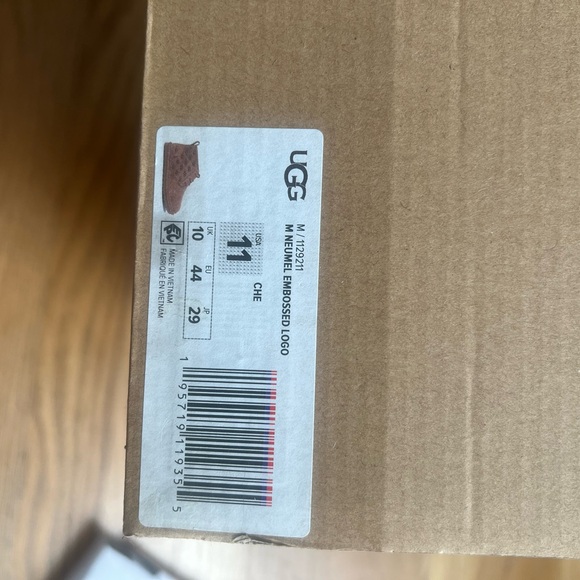 UGG
M / 1129211
M NEUMEL EMBOSSED LOGO
USA
11
CHE
UK EU JP
10 44 29
MADE IN VIETNAM
FABRIQUÉ EN VIETNAM
1 95719 11935 5